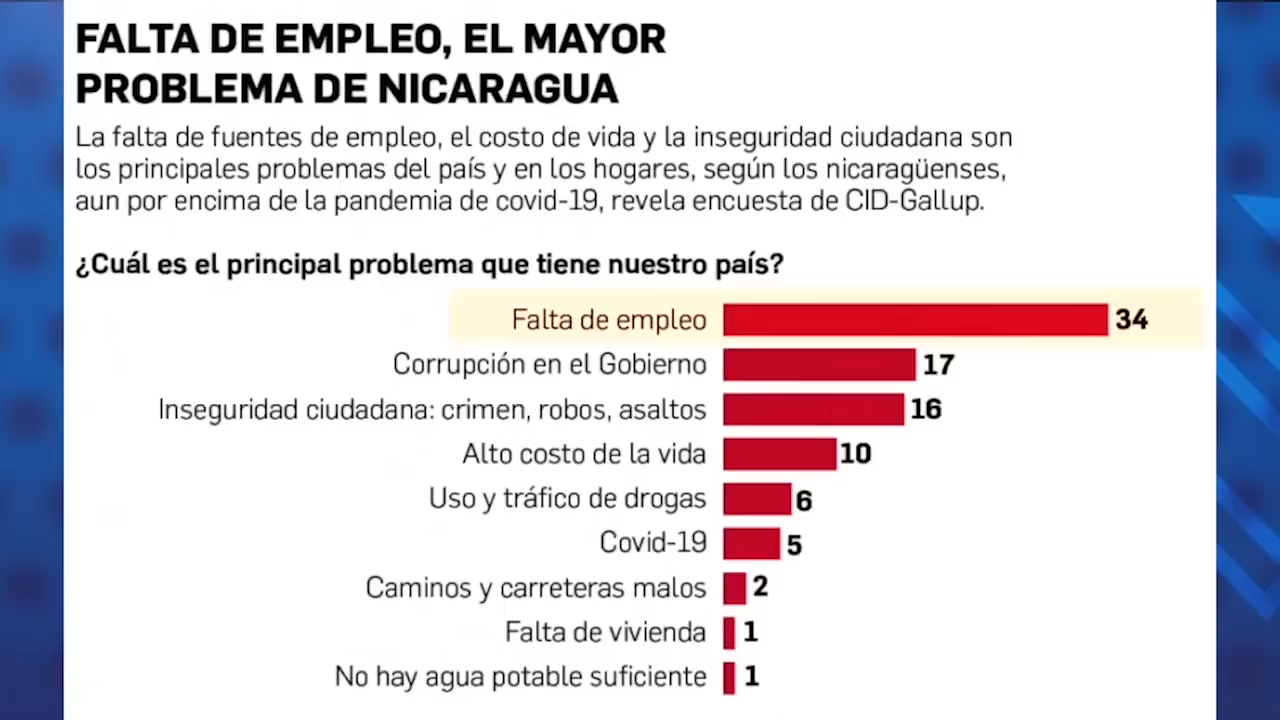 FALTA DE EMPLEO, EL MAYOR
PROBLEMA DE NICARAGUA
La falta de fuentes de empleo, el costo de vida y la inseguridad ciudadana son
los principales problemas del país y en los hogares, según los nicaragüenses,
aun por encima de la pandemia de covid-19, revela encuesta de CID-Gallup.
¿Cuál es el principal problema que tiene nuestro país?
Falta de empleo 34
Corrupción en el Gobierno 17
Inseguridad ciudadana: crimen, robos, asaltos 16
Alto costo de la vida 10
Uso y tráfico de drogas 6
Covid-19 5
Caminos y carreteras malos 2
Falta de vivienda 1
No hay agua potable suficiente 1